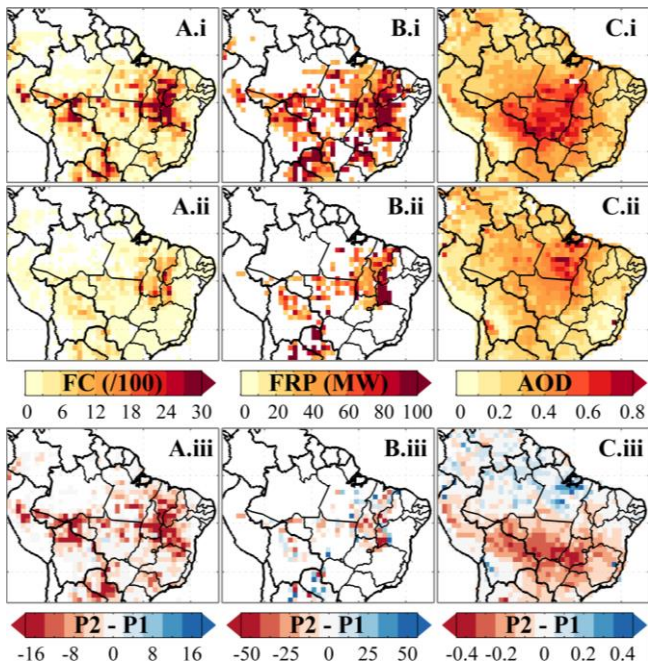 A.i B.i C.i
A.ii B.ii C.ii
FC (/100) FRP (MW) AOD
0 6 12 18 24 30 0 20 40 60 80 100 0 0.2 0.4 0.6 0.8
A.iii B.iii C.iii
P2 - P1 P2 - P1 P2 - P1
-16 -8 0 8 16 -50 -25 0 25 50 -0.4 -0.2 0 0.2 0.4